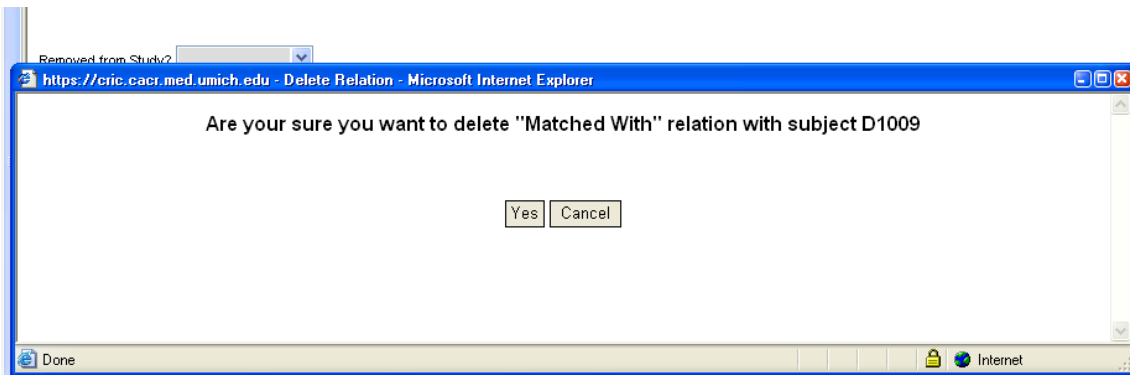 Removed from Study?
https://cric.cacr.med.umich.edu - Delete Relation - Microsoft Internet Explorer
Are your sure you want to delete "Matched With" relation with subject D1009
Yes Cancel
Done Internet